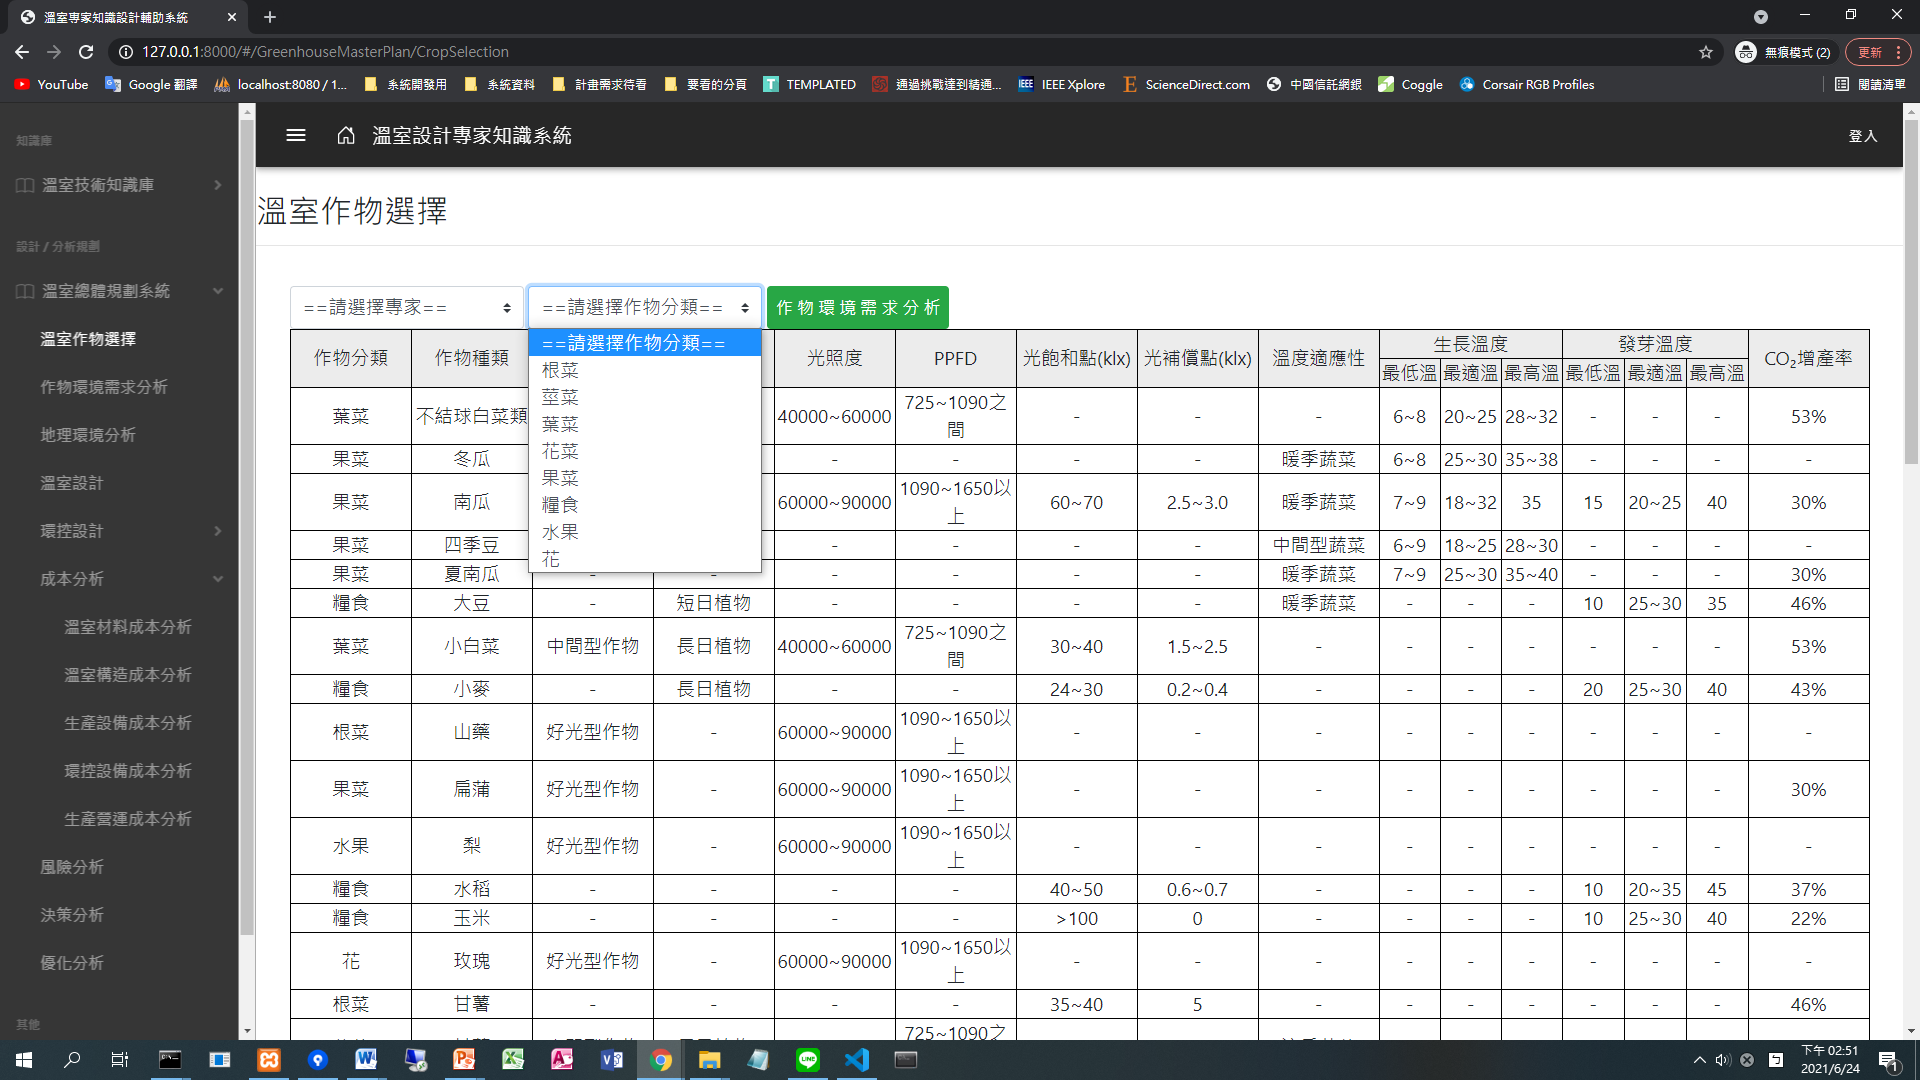 溫室專家知識設計輔助系統
127.0.0.1:8000/#/GreenhouseMasterPlan/CropSelection
無痕模式 (2)
更新
YouTube
Google 翻譯
localhost:8080 / 1...
系統開發用
系統資料
計畫需求待看
要看的分頁
TEMPLATED
通過挑戰達到精通...
IEEE Xplore
ScienceDirect.com
中國信託網銀
Coggle
Corsair RGB Profiles
閱讀清單
知識庫
溫室技術知識庫
設計 / 分析規劃
溫室總體規劃系統
溫室作物選擇
作物環境需求分析
地理環境分析
溫室設計
環控設計
成本分析
溫室材料成本分析
溫室構造成本分析
生產設備成本分析
環控設備成本分析
生產營運成本分析
風險分析
決策分析
優化分析
其他
溫室設計專家知識系統
登入
溫室作物選擇
==請選擇專家==
==請選擇作物分類==
作物環境需求分析
==請選擇作物分類==
根菜
莖菜
葉菜
花菜
果菜
糧食
水果
花
作物分類 作物種類 光照度 PPFD 光飽和點(klx) 光補償點(klx) 溫度適應性 生長溫度 發芽溫度 CO₂增產率
最低溫 最適溫 最高溫 最低溫 最適溫 最高溫
葉菜 不結球白菜類 40000~60000 725~1090之間 - - - 6~8 20~25 28~32 - - - 53%
果菜 冬瓜 - - - - 暖季蔬菜 6~8 25~30 35~38 - - - -
果菜 南瓜 60000~90000 1090~1650以上 60~70 2.5~3.0 暖季蔬菜 7~9 18~32 35 15 20~25 40 30%
果菜 四季豆 - - - - 中間型蔬菜 6~9 18~25 28~30 - - - -
果菜 夏南瓜 - - - - - - 暖季蔬菜 7~9 25~30 35~40 - - - 30%
糧食 大豆 - 短日植物 - - - - 暖季蔬菜 - - - 10 25~30 35 46%
葉菜 小白菜 中間型作物 長日植物 40000~60000 725~1090之間 30~40 1.5~2.5 - - - - - - - 53%
糧食 小麥 - 長日植物 - - 24~30 0.2~0.4 - - - - 20 25~30 40 43%
根菜 山藥 好光型作物 - 60000~90000 1090~1650以上 - - - - - - - - - -
果菜 扁蒲 好光型作物 - 60000~90000 1090~1650以上 - - - - - - - - - 30%
水果 梨 好光型作物 - 60000~90000 1090~1650以上 - - - - - - - - - -
糧食 水稻 - - - - 40~50 0.6~0.7 - - - - 10 20~35 45 37%
糧食 玉米 - - - - >100 0 - - - - 10 25~30 40 22%
花 玫瑰 好光型作物 - 60000~90000 1090~1650以上 - - - - - - - - - -
根菜 甘薯 - - - - 35~40 5 - - - - - - - 46%
725~1090之
下午 02:51
2021/6/24
1